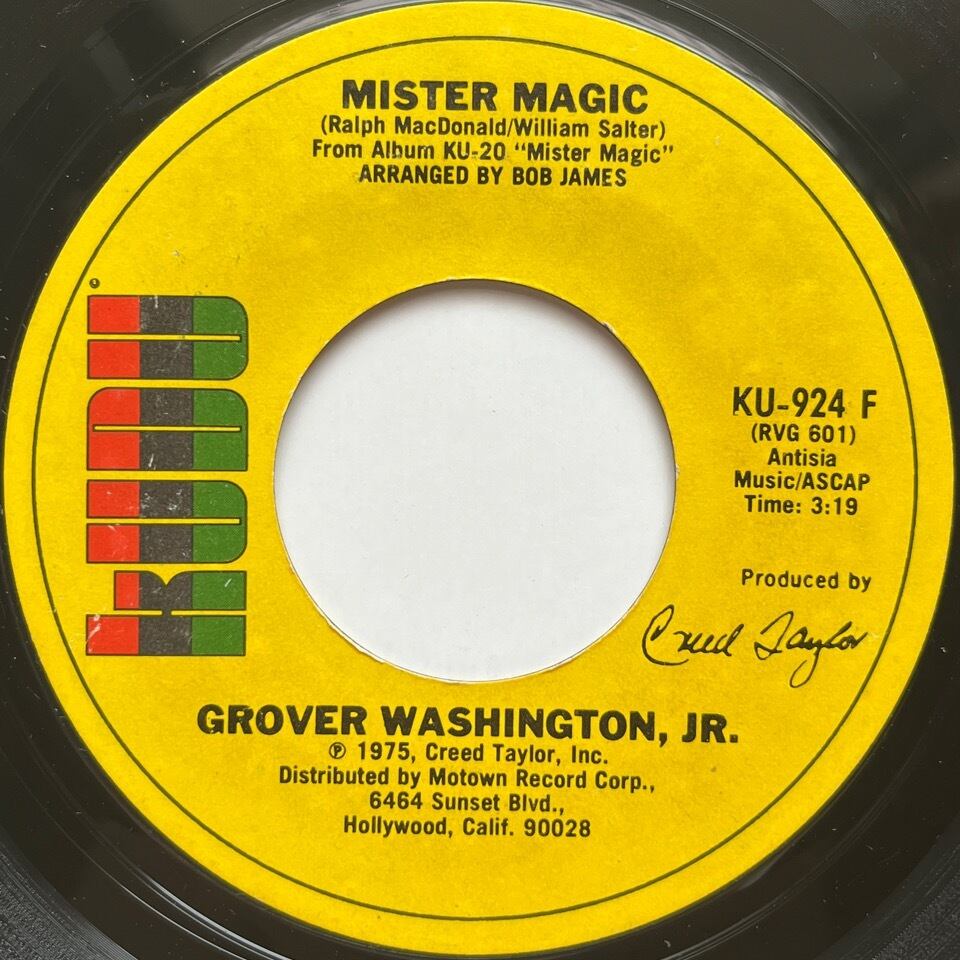 MISTER MAGIC
(Ralph MacDonald/William Salter)
From Album KU-20 "Mister Magic"
ARRANGED BY BOB JAMES
KUDU
KU-924 F
(RVG 601)
Antisia
Music/ASCAP
Time: 3:19
Produced by
Creed Taylor
GROVER WASHINGTON, JR.
℗ 1975, Creed Taylor, Inc.
Distributed by Motown Record Corp.,
6464 Sunset Blvd.,
Hollywood, Calif. 90028